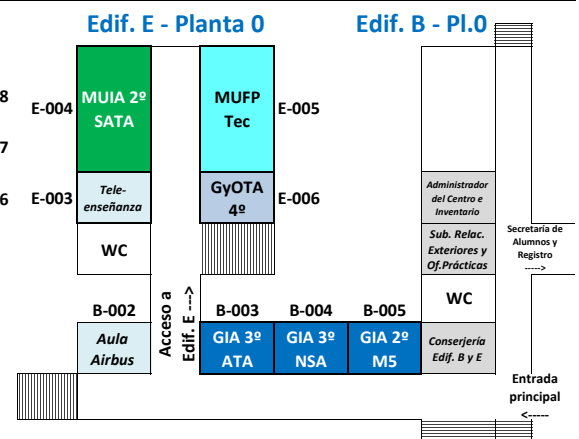 Edif. E - Planta 0
Edif. B - Pl.0
8
E-004
MUIA 2º
SATA
MUFP
Tec
E-005
7
6
E-003
Tele-
enseñanza
GyOTA
4º
E-006
Administrador
del Centro e
Inventario
WC
Sub. Relac.
Exteriores y
Of.Prácticas
Secretaría de
Alumnos y
Registro
----->
Acceso a
Edif. E --->
WC
B-002
B-003
B-004
B-005
Aula
Airbus
GIA 3º
ATA
GIA 3º
NSA
GIA 2º
M5
Conserjería
Edif. B y E
Entrada
principal
<-----